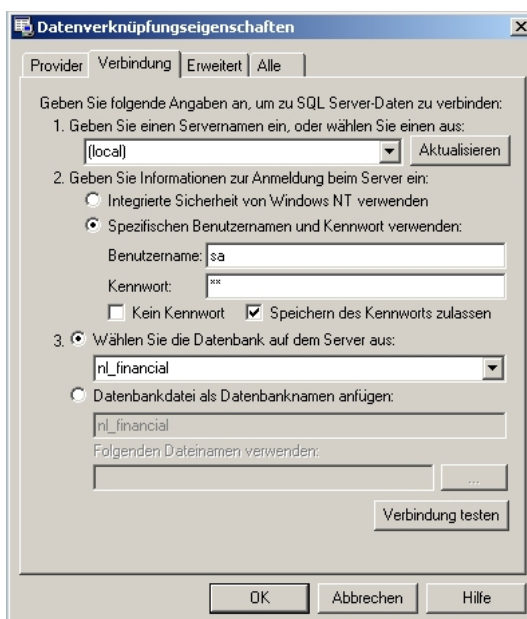 Datenverknüpfungseigenschaften
Provider Verbindung Erweitert Alle
Geben Sie folgende Angaben an, um zu SQL Server-Daten zu verbinden:
1. Geben Sie einen Servernamen ein, oder wählen Sie einen aus:
(local) Aktualisieren
2. Geben Sie Informationen zur Anmeldung beim Server ein:
Integrierte Sicherheit von Windows NT verwenden
Spezifischen Benutzernamen und Kennwort verwenden:
Benutzername: sa
Kennwort: **
Kein Kennwort Speichern des Kennworts zulassen
3. Wählen Sie die Datenbank auf dem Server aus:
nl_financial
Datenbankdatei als Datenbanknamen anfügen:
nl_financial
Folgenden Dateinamen verwenden:
...
Verbindung testen
OK Abbrechen Hilfe